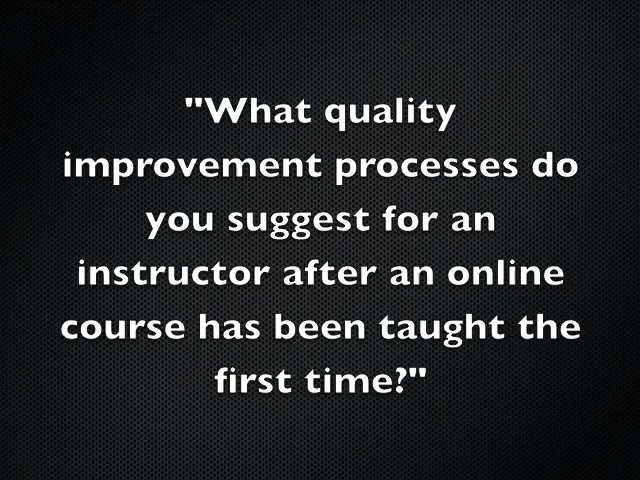 "What quality
improvement processes do
you suggest for an
instructor after an online
course has been taught the
first time?"